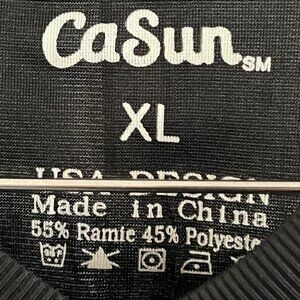 CaSun SM
XL
USA DESIGN
Made in China
55% Ramie 45% Polyeste